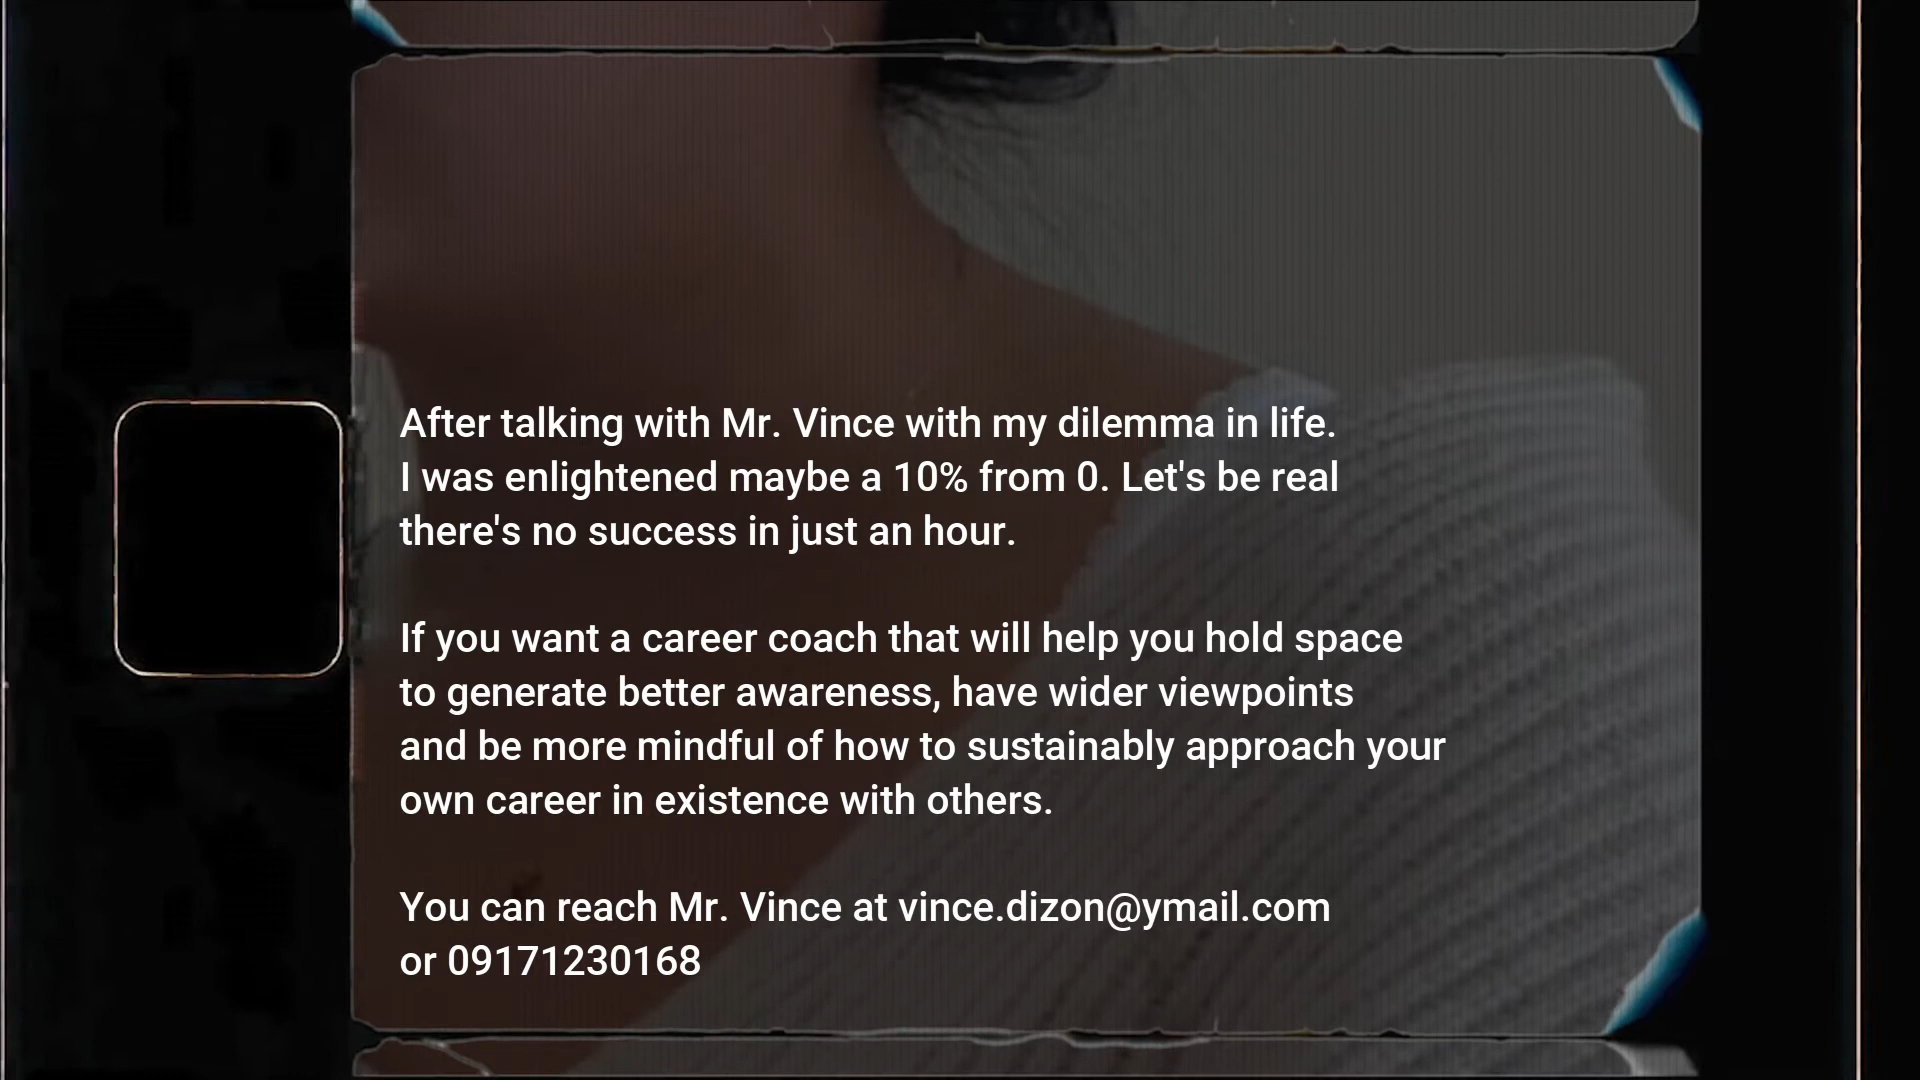 After talking with Mr. Vince with my dilemma in life.
I was enlightened maybe a 10% from 0. Let's be real
there's no success in just an hour.
If you want a career coach that will help you hold space
to generate better awareness, have wider viewpoints
and be more mindful of how to sustainably approach your
own career in existence with others.
You can reach Mr. Vince at vince.dizon@ymail.com
or 09171230168